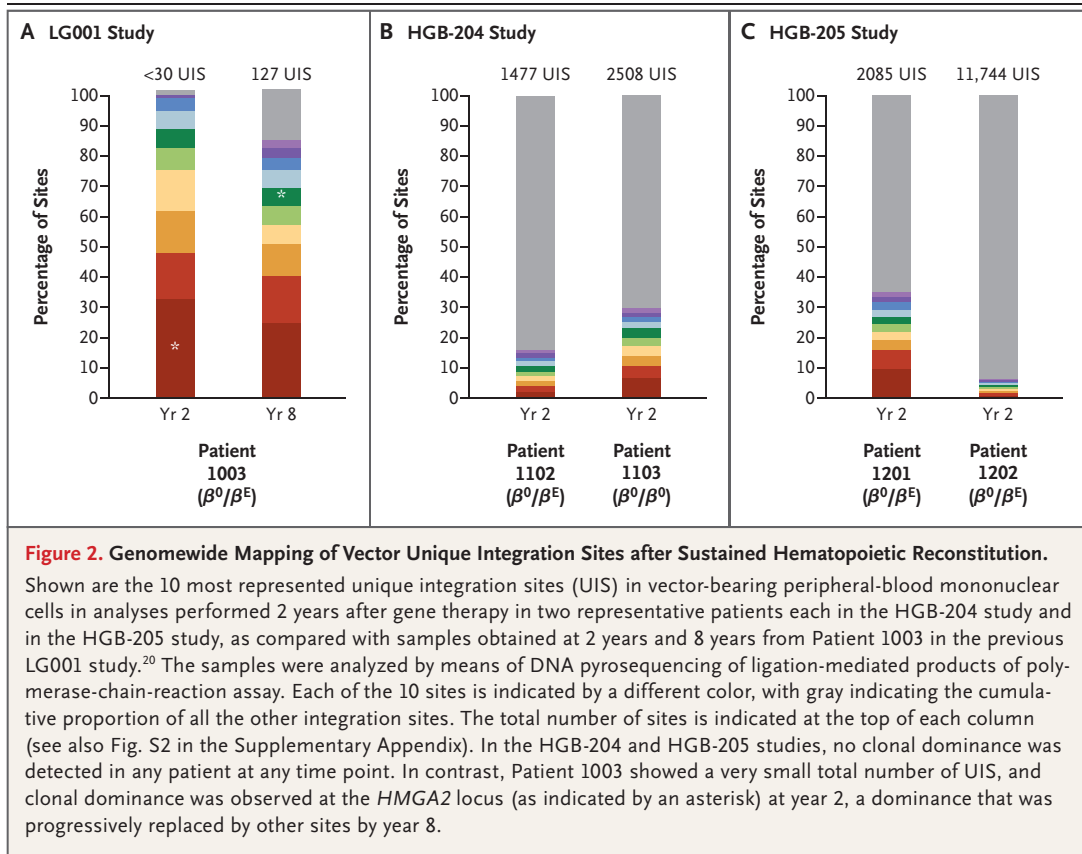 A LG001 Study
<30 UIS 127 UIS
Percentage of Sites
100
90
80
70
60
50
40
30
20
10
0
*
*
Yr 2 Yr 8
Patient
1003
(β⁰/βᴱ)
B HGB-204 Study
1477 UIS 2508 UIS
Percentage of Sites
100
90
80
70
60
50
40
30
20
10
0
Yr 2 Yr 2
Patient Patient
1102 1103
(β⁰/βᴱ) (β⁰/β⁰)
C HGB-205 Study
2085 UIS 11,744 UIS
Percentage of Sites
100
90
80
70
60
50
40
30
20
10
0
Yr 2 Yr 2
Patient Patient
1201 1202
(β⁰/βᴱ) (β⁰/βᴱ)
Figure 2. Genomewide Mapping of Vector Unique Integration Sites after Sustained Hematopoietic Reconstitution.
Shown are the 10 most represented unique integration sites (UIS) in vector-bearing peripheral-blood mononuclear
cells in analyses performed 2 years after gene therapy in two representative patients each in the HGB-204 study and
in the HGB-205 study, as compared with samples obtained at 2 years and 8 years from Patient 1003 in the previous
LG001 study.²⁰ The samples were analyzed by means of DNA pyrosequencing of ligation-mediated products of poly-
merase-chain-reaction assay. Each of the 10 sites is indicated by a different color, with gray indicating the cumula-
tive proportion of all the other integration sites. The total number of sites is indicated at the top of each column
(see also Fig. S2 in the Supplementary Appendix). In the HGB-204 and HGB-205 studies, no clonal dominance was
detected in any patient at any time point. In contrast, Patient 1003 showed a very small total number of UIS, and
clonal dominance was observed at the HMGA2 locus (as indicated by an asterisk) at year 2, a dominance that was
progressively replaced by other sites by year 8.